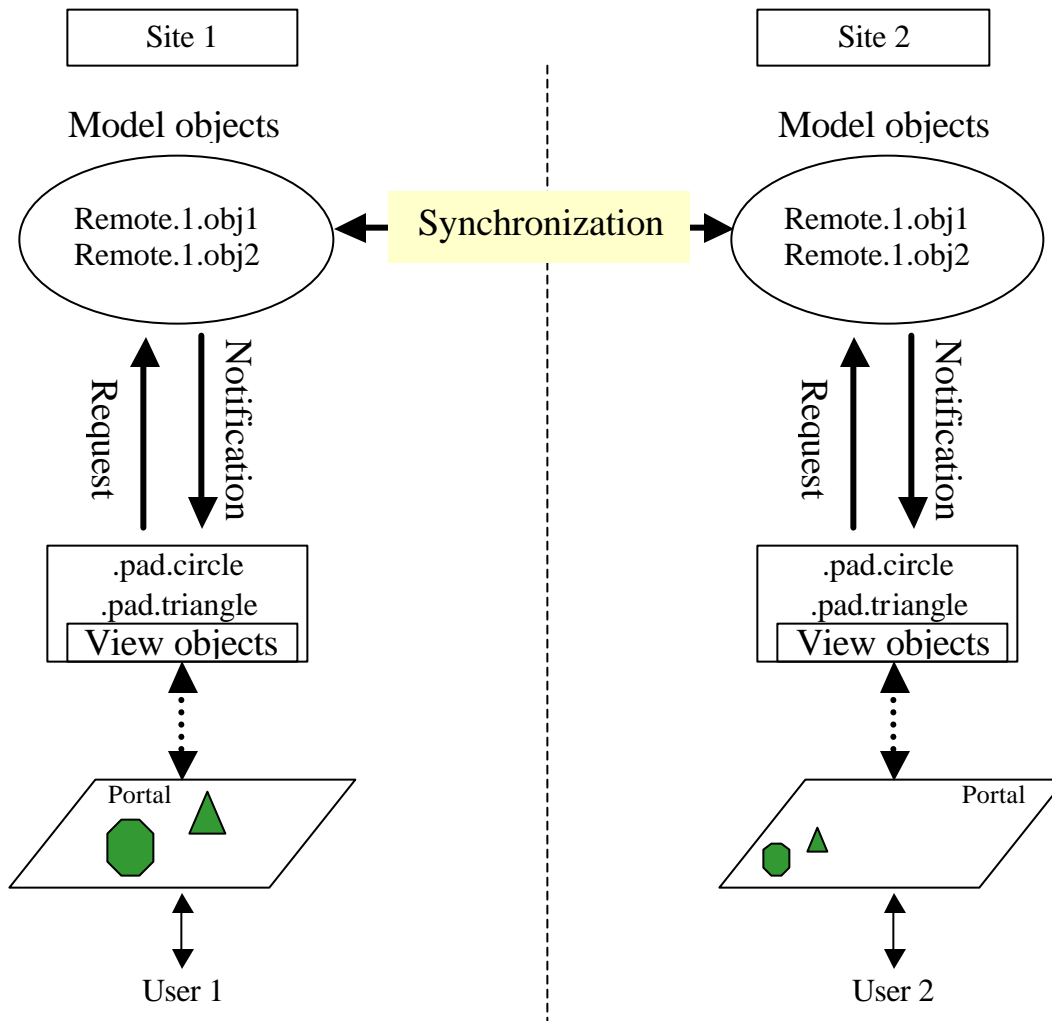 Site 1
Site 2
Model objects
Model objects
Remote.1.obj1
Remote.1.obj2
Synchronization
Remote.1.obj1
Remote.1.obj2
Request
Notification
Request
Notification
.pad.circle
.pad.triangle
View objects
.pad.circle
.pad.triangle
View objects
Portal
Portal
User 1
User 2